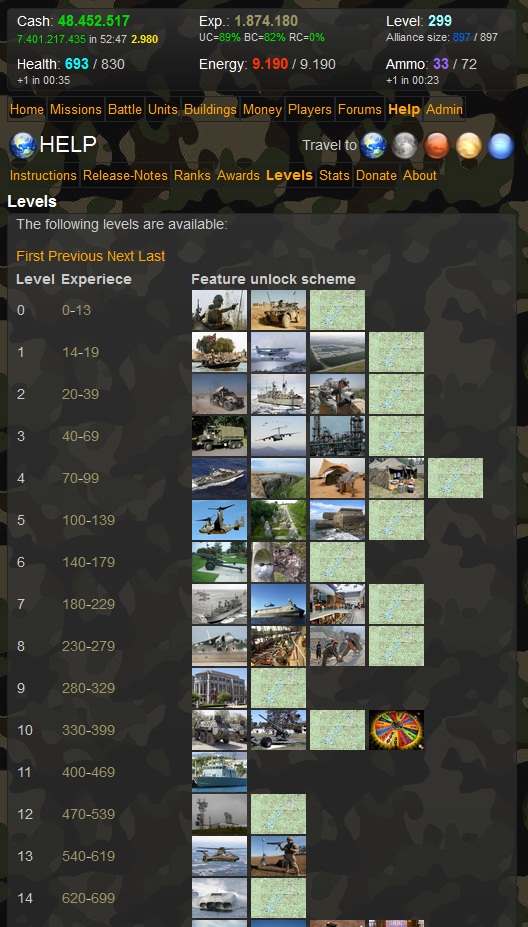 Cash: 48.452.517 Exp.: 1.874.180 Level: 299
7.401.217.435 in 52:47 2.980 UC=89% BC=82% RC=0% Alliance size: 897 / 897
Health: 693 / 830 Energy: 9.190 / 9.190 Ammo: 33 / 72
+1 in 00:35 +1 in 00:23
Home Missions Battle Units Buildings Money Players Forums Help Admin
HELP Travel to
Instructions Release-Notes Ranks Awards Levels Stats Donate About
Levels
The following levels are available:
First Previous Next Last
Level Experiece Feature unlock scheme
0 0-13
1 14-19
2 20-39
3 40-69
4 70-99
5 100-139
6 140-179
7 180-229
8 230-279
9 280-329
10 330-399
11 400-469
12 470-539
13 540-619
14 620-699